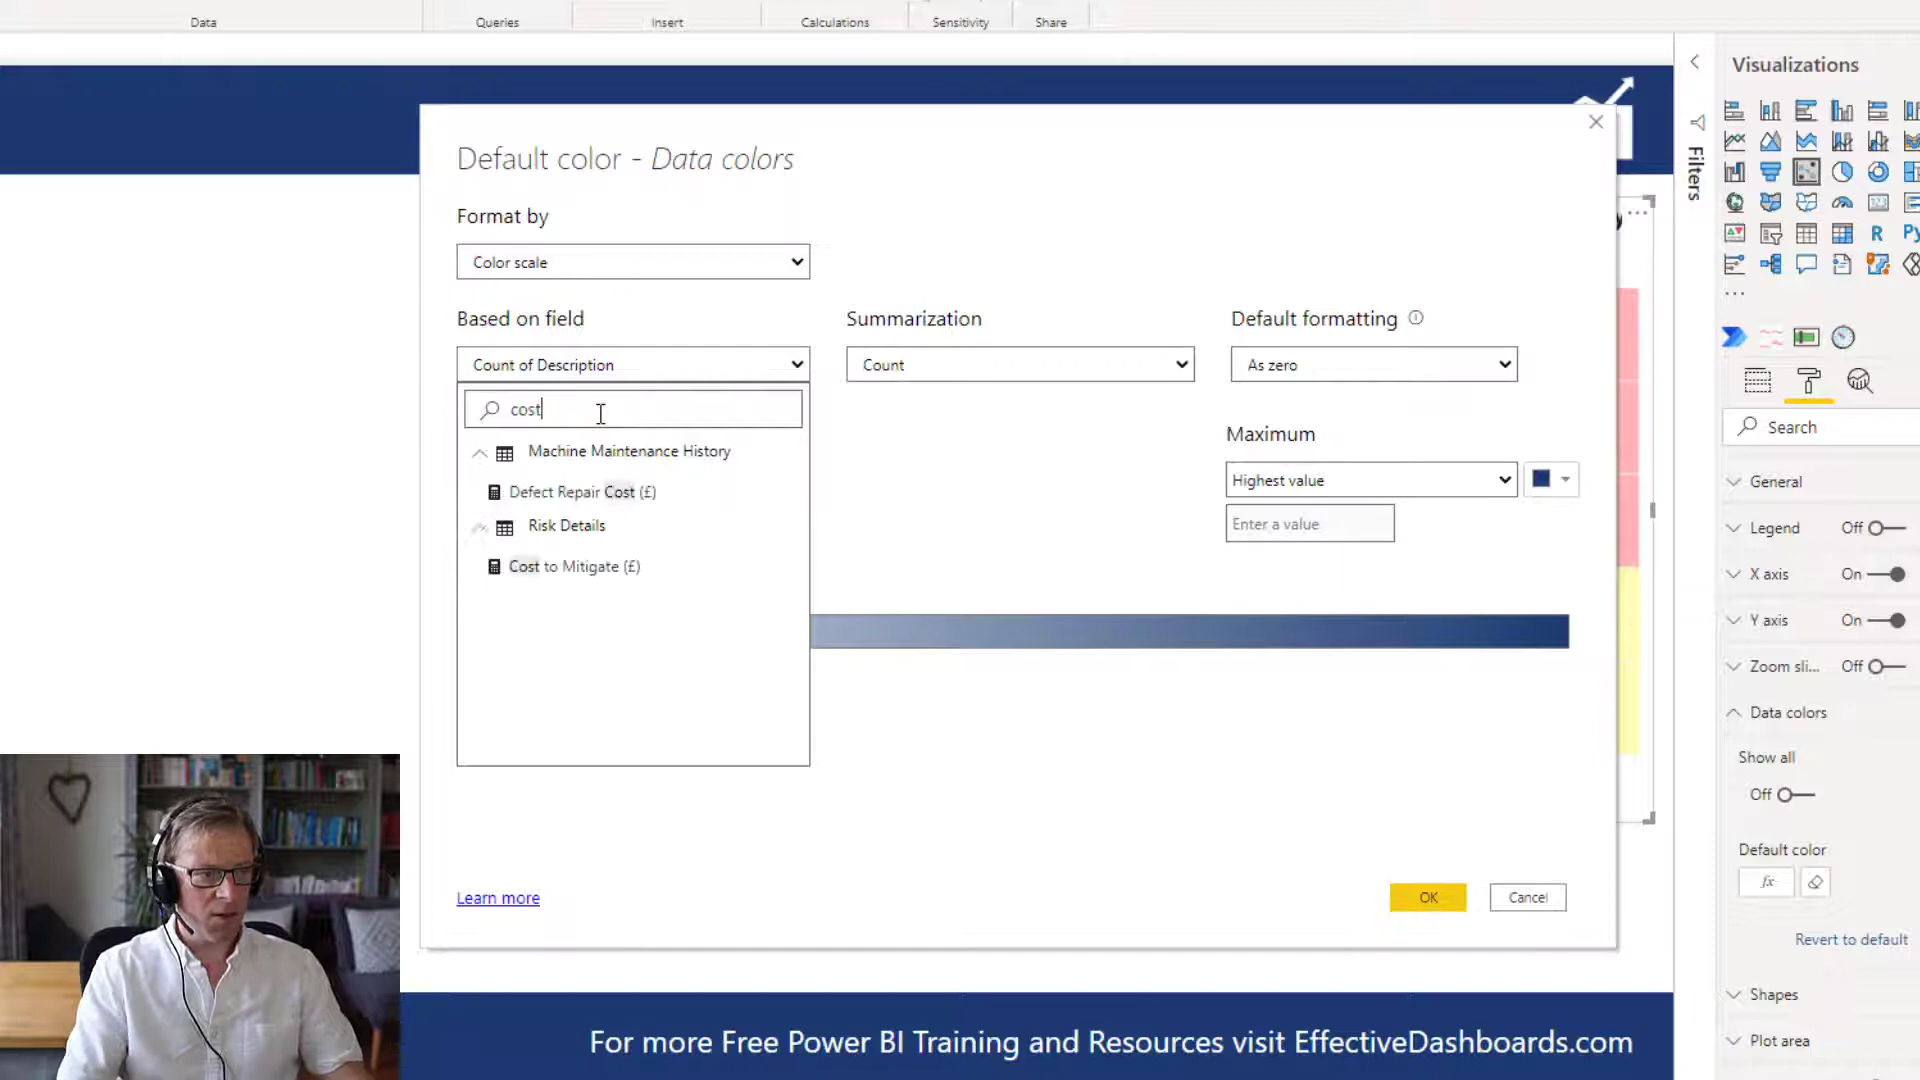 Data
Queries
Insert
Calculations
Sensitivity
Share
Default color - Data colors
Format by
Color scale
Based on field
Summarization
Default formatting
Count of Description
Count
As zero
cost
Machine Maintenance History
Defect Repair Cost (£)
Risk Details
Cost to Mitigate (£)
Maximum
Highest value
Enter a value
Learn more
OK
Cancel
Filters
Visualizations
123
R
Py
Search
General
Legend Off
X axis On
Y axis On
Zoom sli... Off
Data colors
Show all
Off
Default color
fx
Revert to default
Shapes
Plot area
For more Free Power BI Training and Resources visit EffectiveDashboards.com